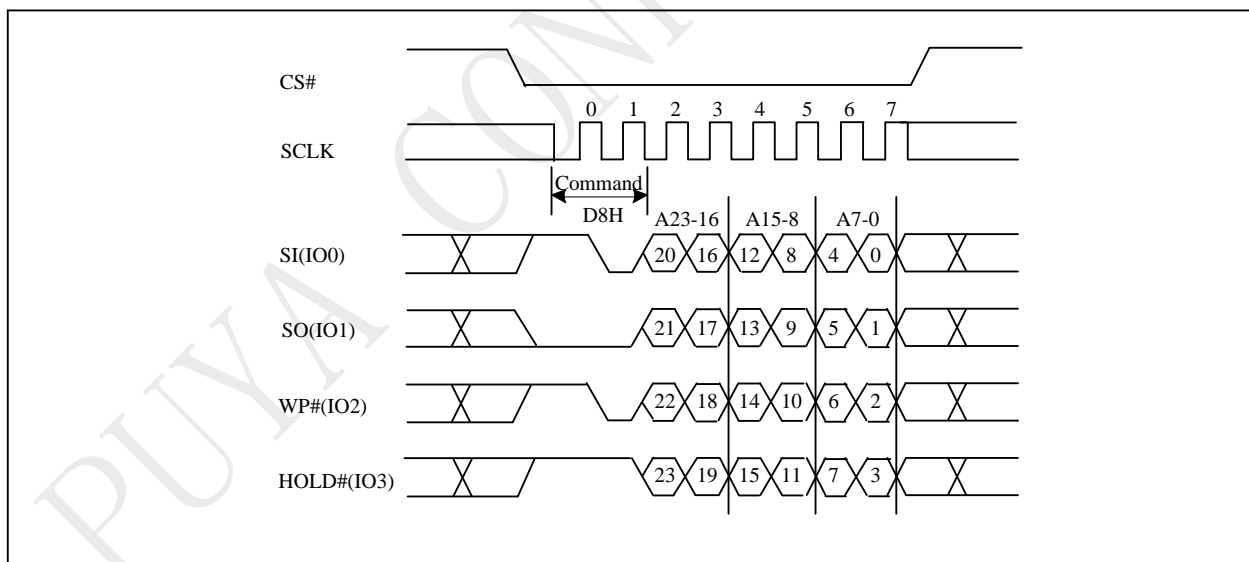 PUYA CONF
CS#
0 1 2 3 4 5 6 7
SCLK
Command
D8H
A23-16 A15-8 A7-0
SI(IO0) 20 16 12 8 4 0
SO(IO1) 21 17 13 9 5 1
WP#(IO2) 22 18 14 10 6 2
HOLD#(IO3) 23 19 15 11 7 3